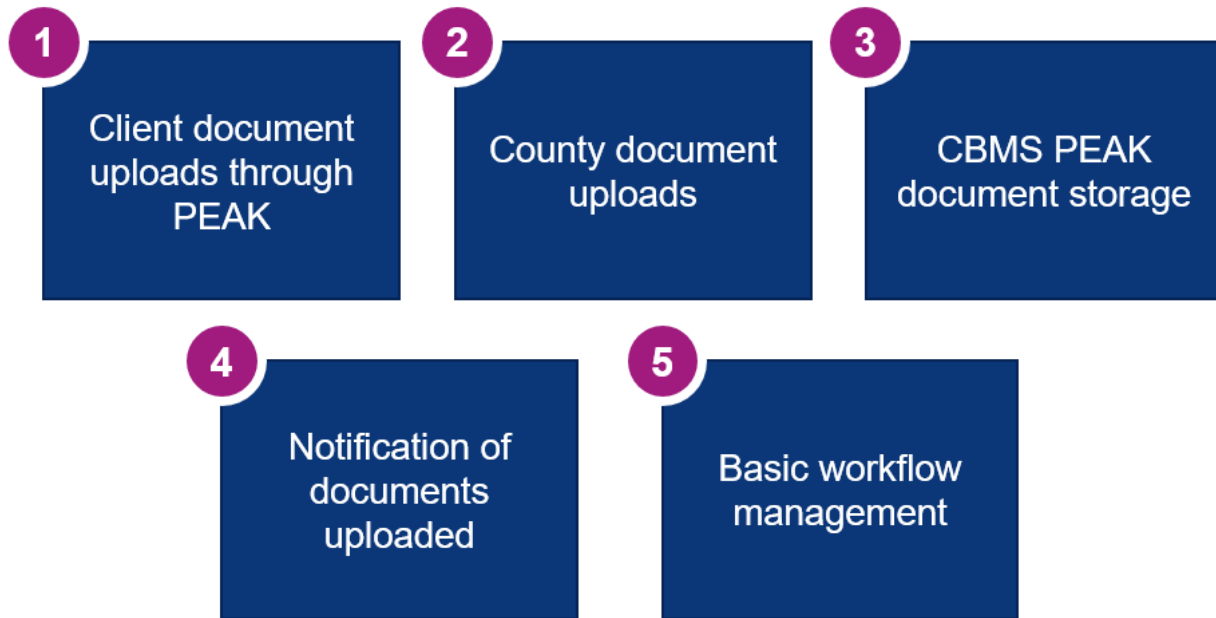 1
Client document
uploads through
PEAK
2
County document
uploads
3
CBMS PEAK
document storage
4
Notification of
documents
uploaded
5
Basic workflow
management